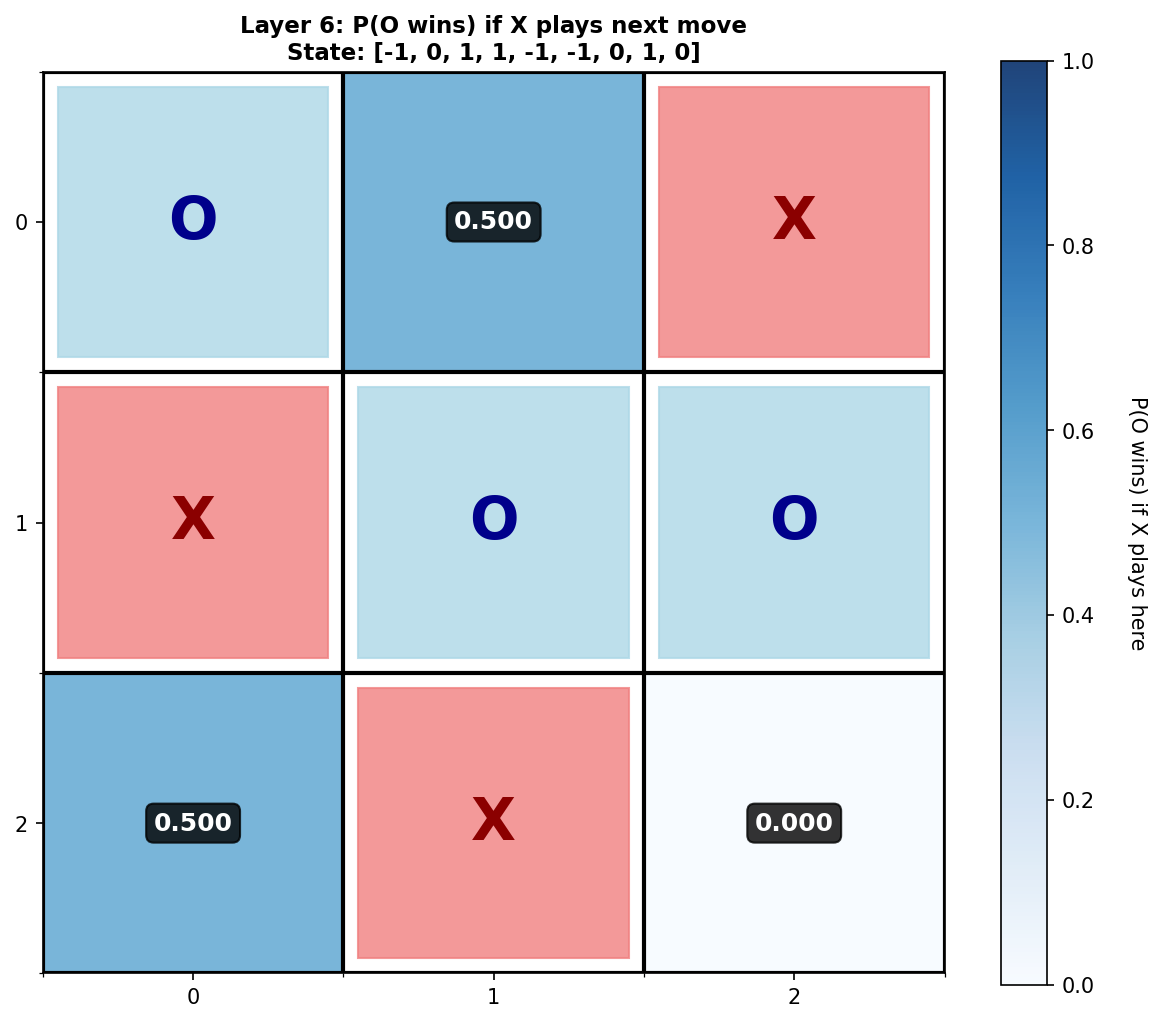 Layer 6: P(O wins) if X plays next move
State: [-1, 0, 1, 1, -1, -1, 0, 1, 0]
O 0.500 X
X O O
0.500 X 0.000
0
1
2
0 1 2
1.0
0.8
0.6
0.4
0.2
0.0
P(O wins) if X plays here